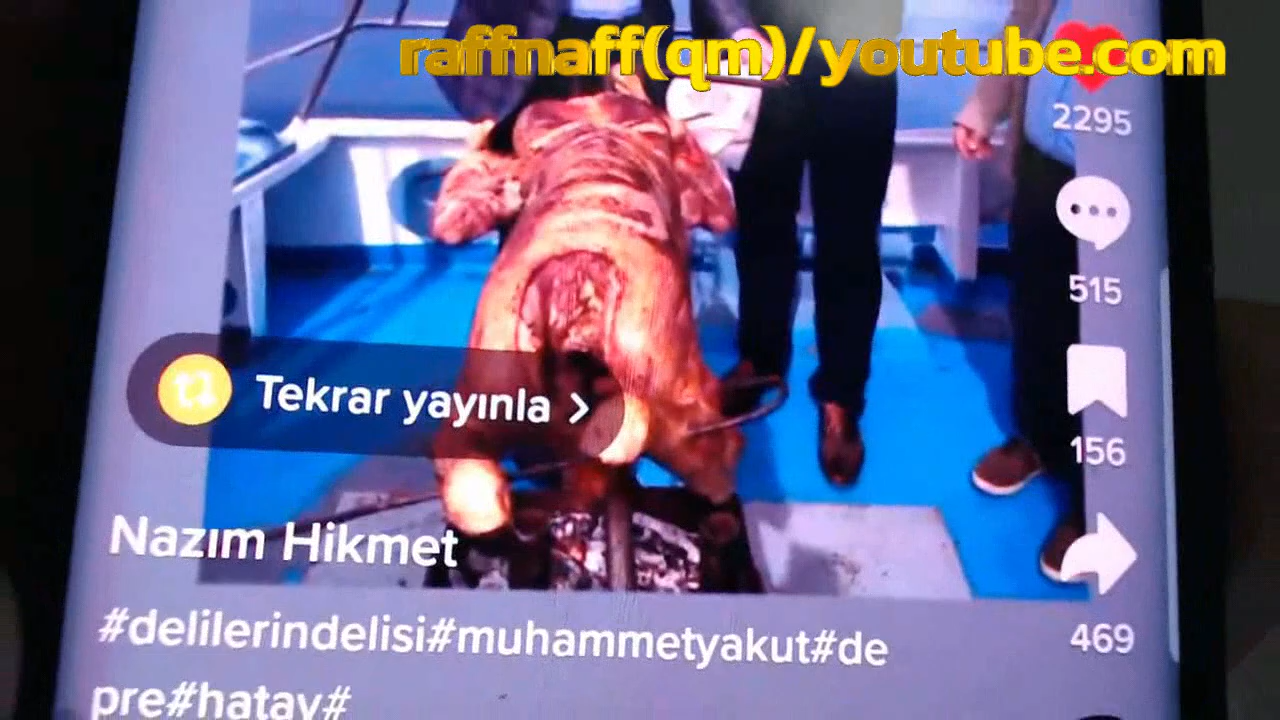 raffnaff(qm)/youtube.com
2295
515
Tekrar yayınla >
156
Nazım Hikmet
#delilerindelisi#muhammetyakut#de
469
pre#hatay#